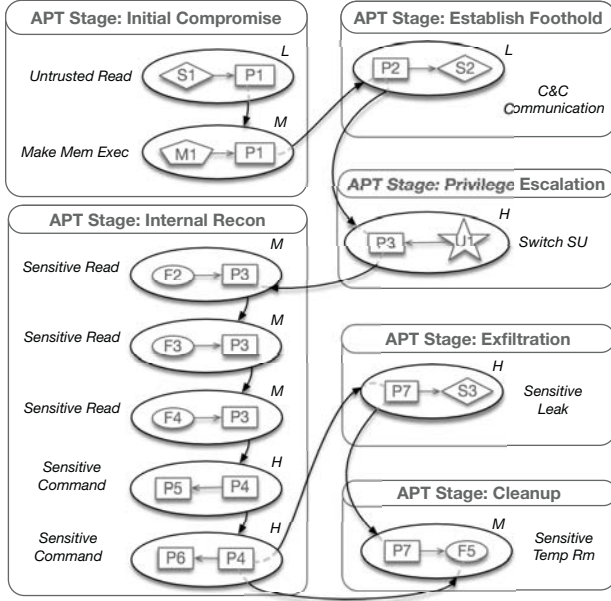 APT Stage: Initial Compromise
L
Untrusted Read
S1
P1
M
Make Mem Exec
M1
P1
APT Stage: Establish Foothold
L
P2
S2
C&C
Communication
APT Stage: Privilege Escalation
H
P3
U1
Switch SU
APT Stage: Internal Recon
M
Sensitive Read
F2
P3
M
Sensitive Read
F3
P3
M
Sensitive Read
F4
P3
H
Sensitive
Command
P5
P4
H
Sensitive
Command
P6
P4
APT Stage: Exfiltration
H
P7
S3
Sensitive
Leak
APT Stage: Cleanup
M
P7
F5
Sensitive
Temp Rm